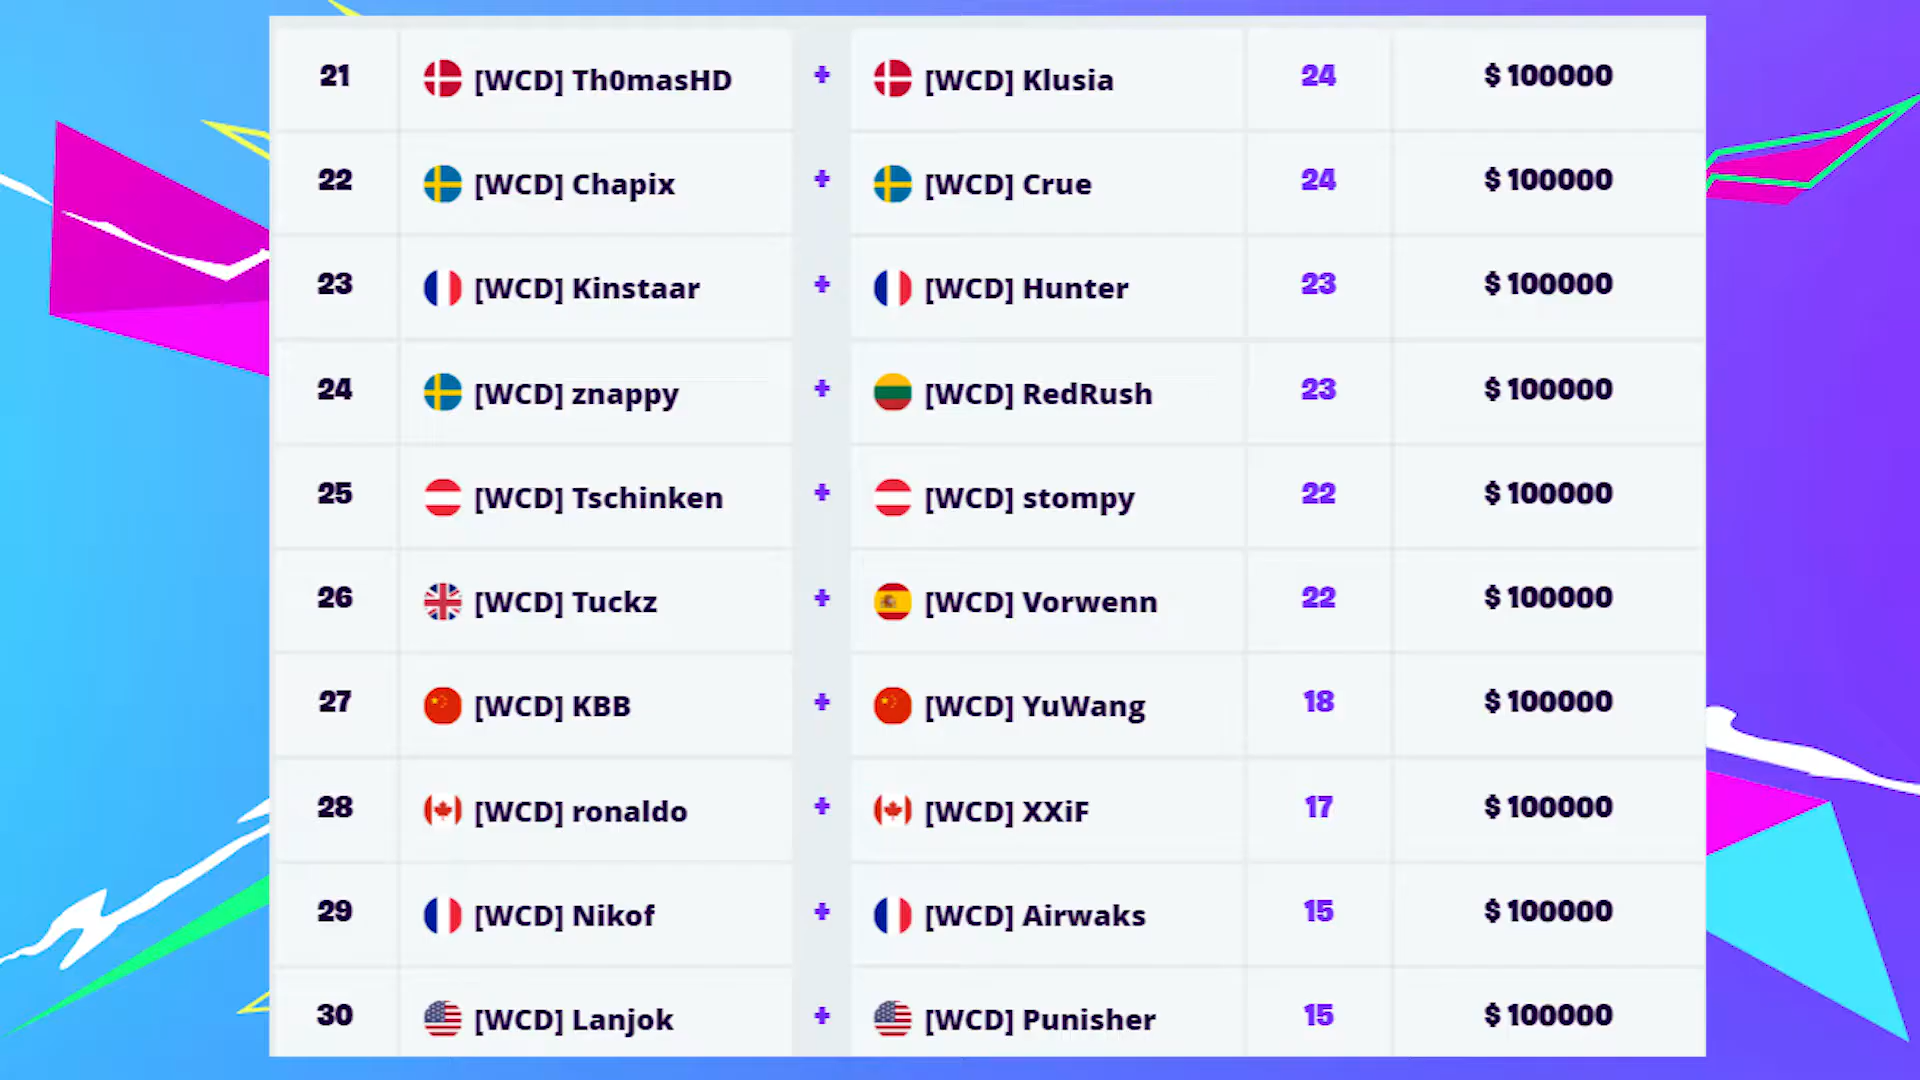 21 [WCD] Th0masHD + [WCD] Klusia 24 $ 100000
22 [WCD] Chapix + [WCD] Crue 24 $ 100000
23 [WCD] Kinstaar + [WCD] Hunter 23 $ 100000
24 [WCD] znappy + [WCD] RedRush 23 $ 100000
25 [WCD] Tschinken + [WCD] stompy 22 $ 100000
26 [WCD] Tuckz + [WCD] Vorwenn 22 $ 100000
27 [WCD] KBB + [WCD] YuWang 18 $ 100000
28 [WCD] ronaldo + [WCD] XXiF 17 $ 100000
29 [WCD] Nikof + [WCD] Airwaks 15 $ 100000
30 [WCD] Lanjok + [WCD] Punisher 15 $ 100000